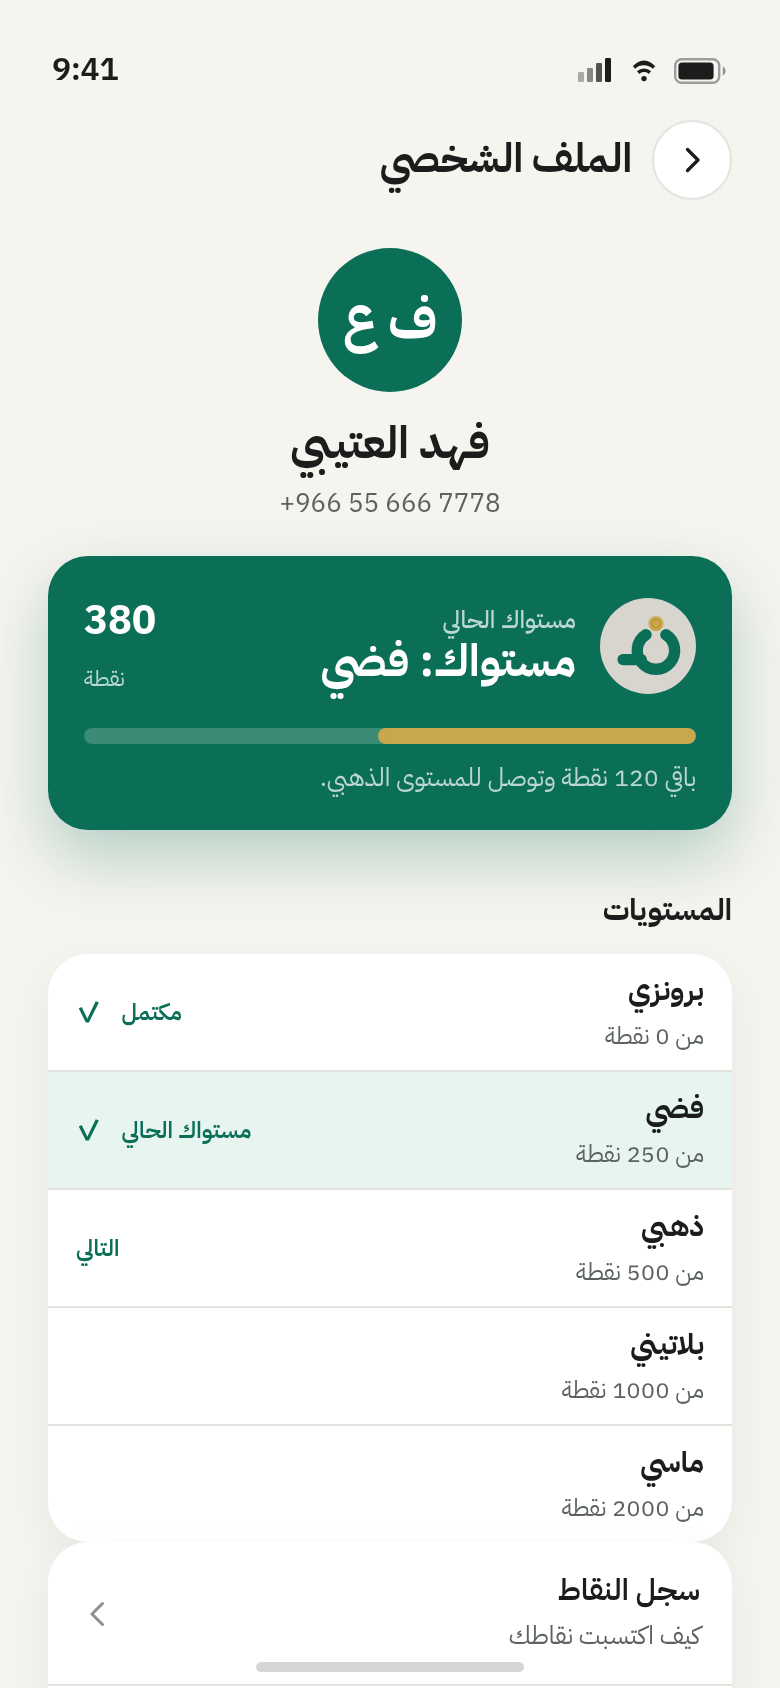 9:41
الملف الشخصي
ف ع
فهد العتيبي
+966 55 666 7778
مستواك الحالي
مستواك: فضي
380
نقطة
باقي 120 نقطة وتوصل للمستوى الذهبي.
المستويات
برونزي
من 0 نقطة
مكتمل
فضي
من 250 نقطة
مستواك الحالي
ذهبي
من 500 نقطة
التالي
بلاتيني
من 1000 نقطة
ماسي
من 2000 نقطة
سجل النقاط
كيف اكتسبت نقاطك